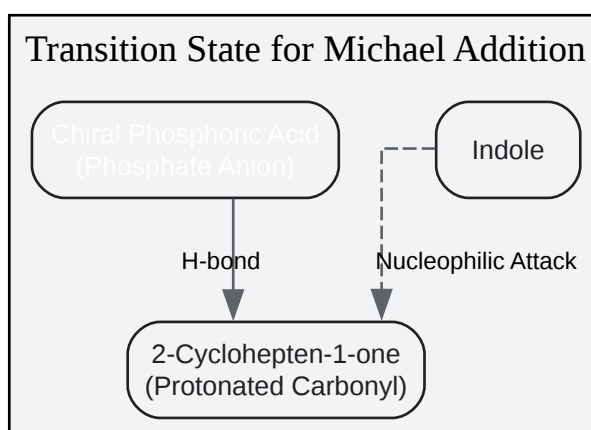 Transition State for Michael Addition
Chiral Phosphoric Acid
(Phosphate Anion)
Indole
H-bond
Nucleophilic Attack
2-Cyclohepten-1-one
(Protonated Carbonyl)